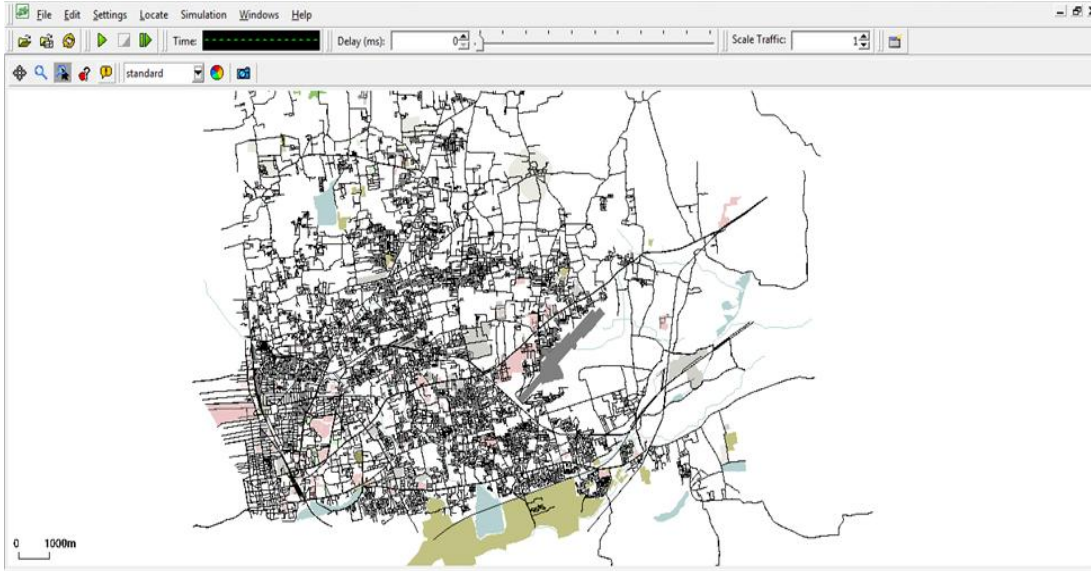 File Edit Settings Locate Simulation Windows Help
Time: Delay (ms): 0 Scale Traffic: 1
standard
0 1000m